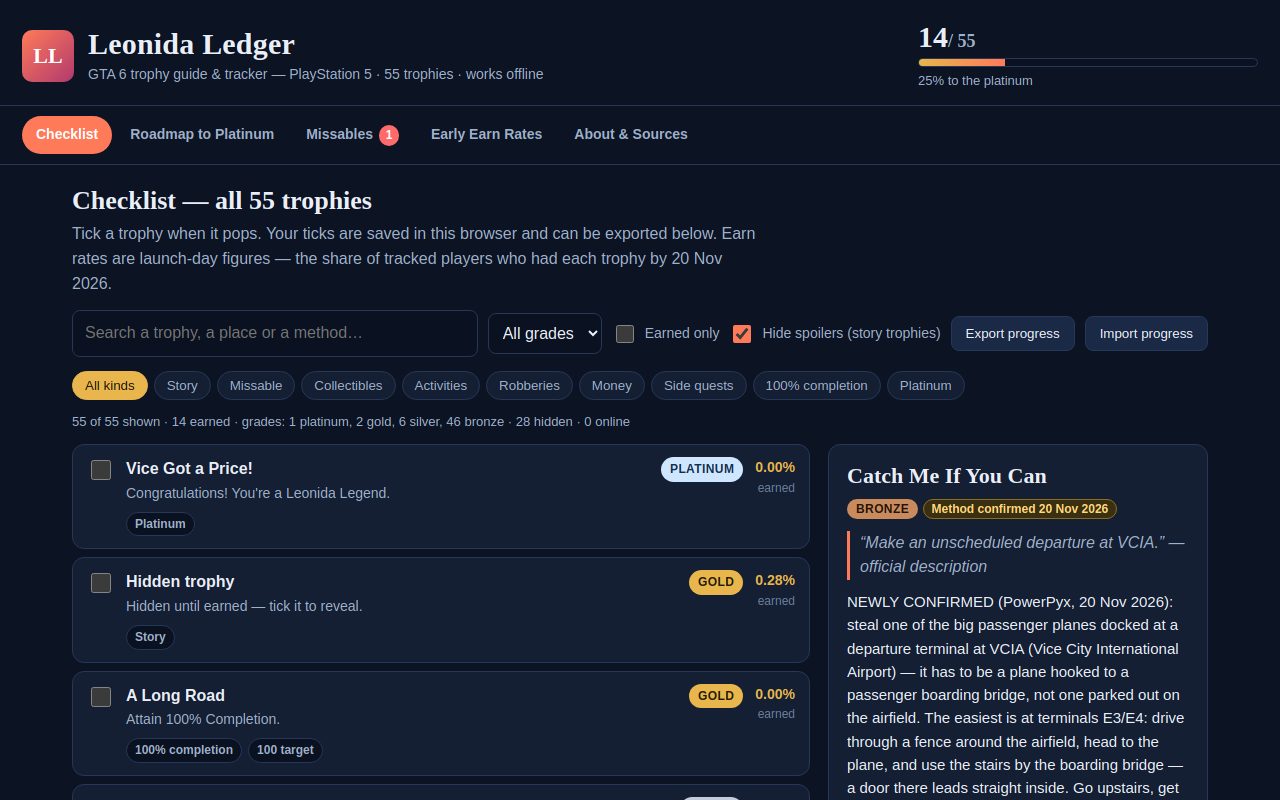 LL
Leonida Ledger
GTA 6 trophy guide & tracker — PlayStation 5 · 55 trophies · works offline
14/ 55
25% to the platinum
Checklist
Roadmap to Platinum
Missables 1
Early Earn Rates
About & Sources
Checklist — all 55 trophies
Tick a trophy when it pops. Your ticks are saved in this browser and can be exported below. Earn
rates are launch-day figures — the share of tracked players who had each trophy by 20 Nov
2026.
Search a trophy, a place or a method…
All grades
Earned only
Hide spoilers (story trophies)
Export progress
Import progress
All kinds
Story
Missable
Collectibles
Activities
Robberies
Money
Side quests
100% completion
Platinum
55 of 55 shown · 14 earned · grades: 1 platinum, 2 gold, 6 silver, 46 bronze · 28 hidden · 0 online
Vice Got a Price!
Congratulations! You're a Leonida Legend.
Platinum
PLATINUM
0.00%
earned
Hidden trophy
Hidden until earned — tick it to reveal.
Story
GOLD
0.28%
earned
A Long Road
Attain 100% Completion.
100% completion
100 target
GOLD
0.00%
earned
Catch Me If You Can
BRONZE
Method confirmed 20 Nov 2026
“Make an unscheduled departure at VCIA.” —
official description
NEWLY CONFIRMED (PowerPyx, 20 Nov 2026):
steal one of the big passenger planes docked at a
departure terminal at VCIA (Vice City International
Airport) — it has to be a plane hooked to a
passenger boarding bridge, not one parked out on
the airfield. The easiest is at terminals E3/E4: drive
through a fence around the airfield, head to the
plane, and use the stairs by the boarding bridge —
a door there leads straight inside. Go upstairs, get